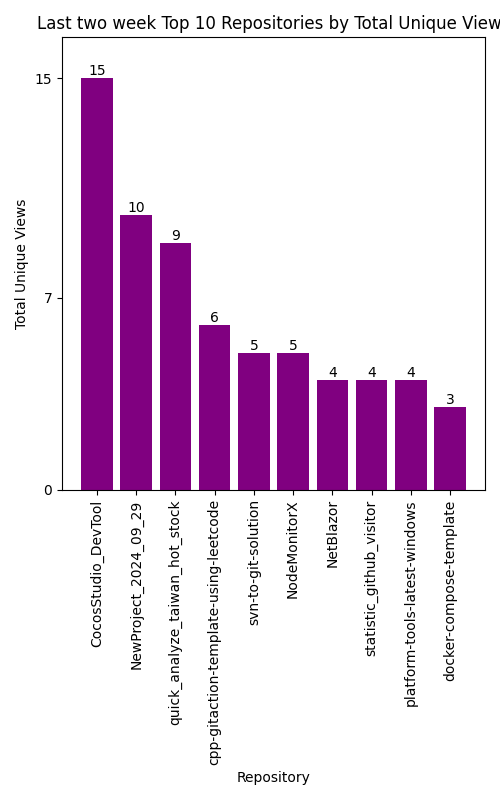 Last two week Top 10 Repositories by Total Unique View
Total Unique Views
15
7
0
15
10
9
6
5
5
4
4
4
3
CocosStudio_DevTool
NewProject_2024_09_29
quick_analyze_taiwan_hot_stock
cpp-gitaction-template-using-leetcode
svn-to-git-solution
NodeMonitorX
NetBlazor
statistic_github_visitor
platform-tools-latest-windows
docker-compose-template
Repository